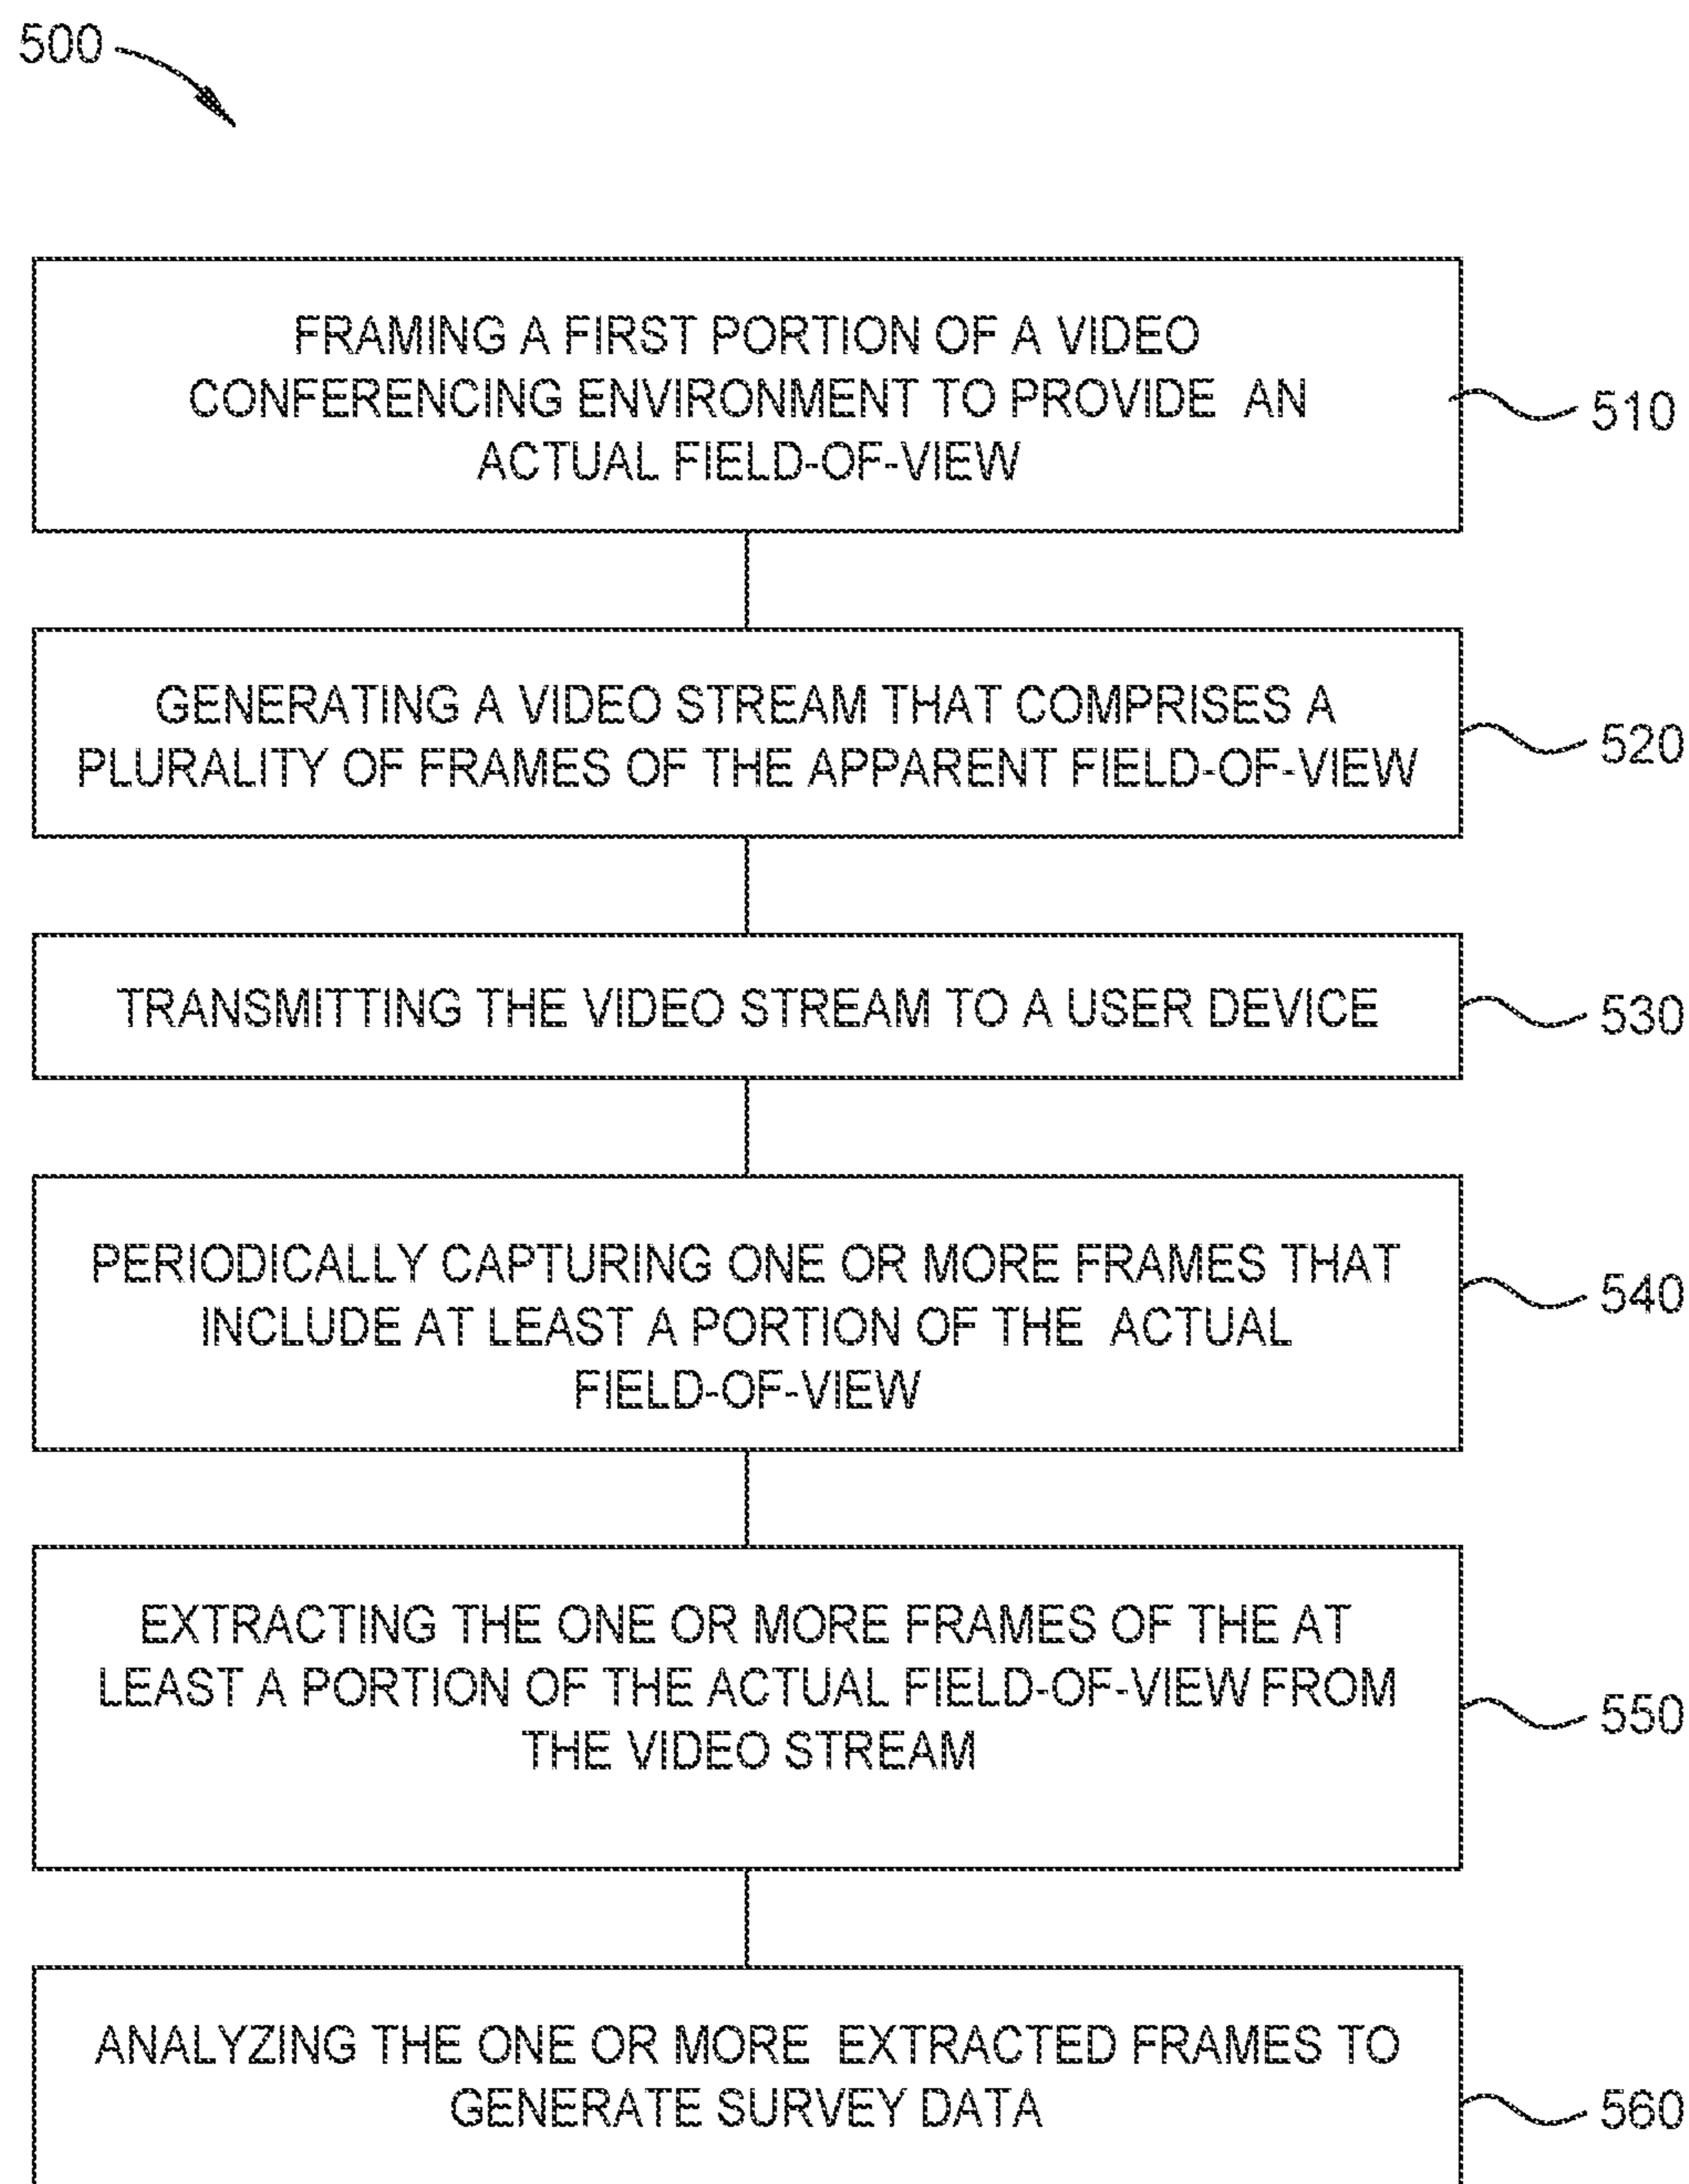 500
FRAMING A FIRST PORTION OF A VIDEO
CONFERENCING ENVIRONMENT TO PROVIDE AN
ACTUAL FIELD-OF-VIEW
510
GENERATING A VIDEO STREAM THAT COMPRISES A
PLURALITY OF FRAMES OF THE APPARENT FIELD-OF-VIEW
520
TRANSMITTING THE VIDEO STREAM TO A USER DEVICE
530
PERIODICALLY CAPTURING ONE OR MORE FRAMES THAT
INCLUDE AT LEAST A PORTION OF THE ACTUAL
FIELD-OF-VIEW
540
EXTRACTING THE ONE OR MORE FRAMES OF THE AT
LEAST A PORTION OF THE ACTUAL FIELD-OF-VIEW FROM
THE VIDEO STREAM
550
ANALYZING THE ONE OR MORE EXTRACTED FRAMES TO
GENERATE SURVEY DATA
560